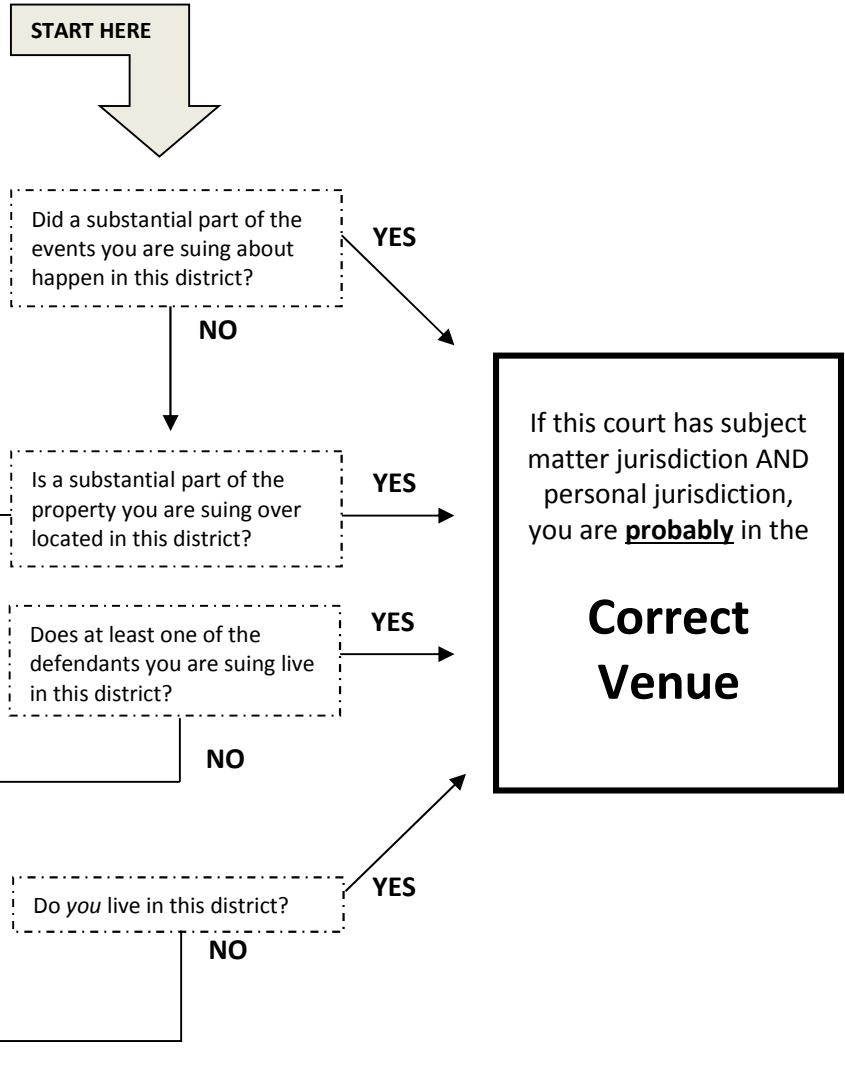 START HERE
Did a substantial part of the
events you are suing about
happen in this district?
YES
NO
Is a substantial part of the
property you are suing over
located in this district?
YES
Does at least one of the
defendants you are suing live
in this district?
YES
NO
Do you live in this district?
YES
NO
If this court has subject
matter jurisdiction AND
personal jurisdiction,
you are probably in the
Correct
Venue